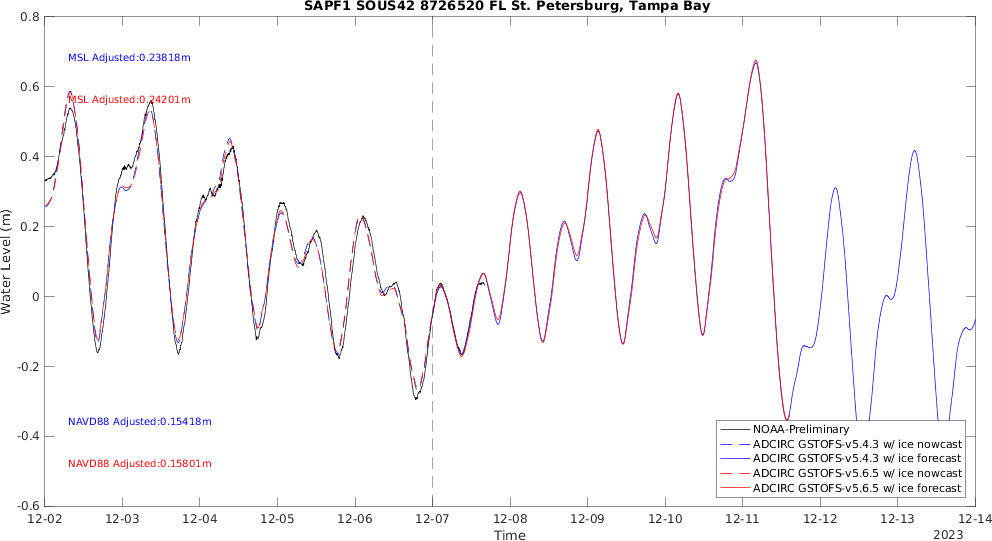 SAPF1 SOUS42 8726520 FL St. Petersburg, Tampa Bay
0.8
0.6
0.4
0.2
0
-0.2
-0.4
-0.6
Water Level (m)
MSL Adjusted:0.23818m
MSL Adjusted:0.24201m
NAVD88 Adjusted:0.15418m
NAVD88 Adjusted:0.15801m
NOAA-Preliminary
ADCIRC GSTOFS-v5.4.3 w/ ice nowcast
ADCIRC GSTOFS-v5.4.3 w/ ice forecast
ADCIRC GSTOFS-v5.6.5 w/ ice nowcast
ADCIRC GSTOFS-v5.6.5 w/ ice forecast
12-02 12-03 12-04 12-05 12-06 12-07 12-08 12-09 12-10 12-11 12-12 12-13 12-14
Time
2023